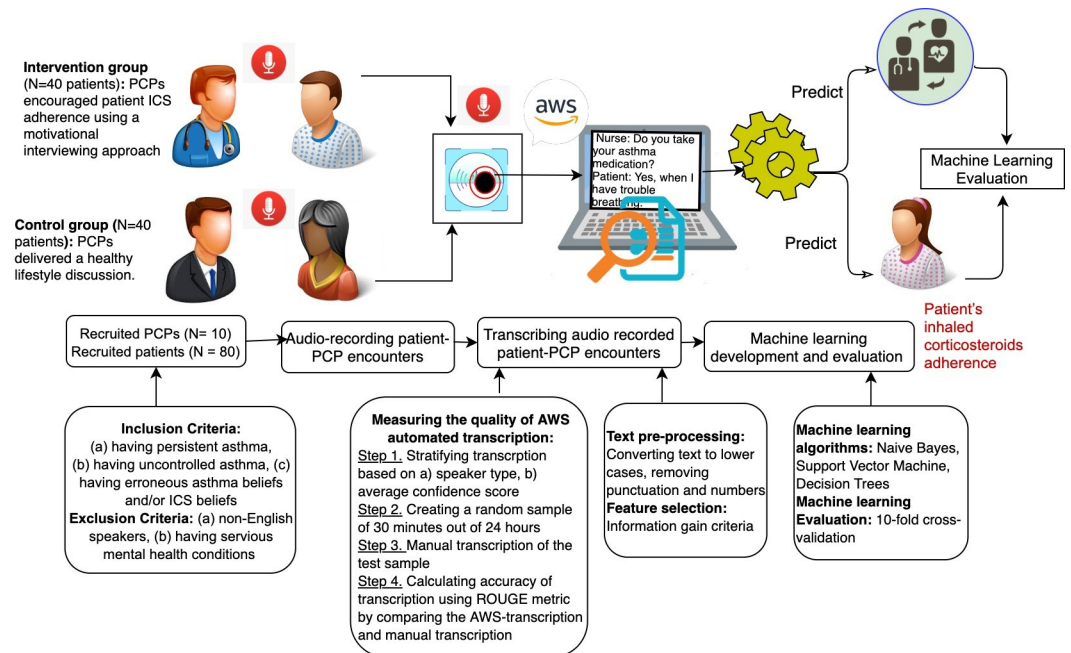 Intervention group
(N=40 patients): PCPs
encouraged patient ICS
adherence using a
motivational
interviewing approach
Control group (N=40
patients): PCPs
delivered a healthy
lifestyle discussion.
aws
Nurse: Do you take
your asthma
medication?
Patient: Yes, when I
have trouble
breathing.
Predict
Predict
Machine Learning
Evaluation
Patient's
inhaled
corticosteroids
adherence
Recruited PCPs (N= 10)
Recruited patients (N = 80)
Audio-recording patient-
PCP encounters
Transcribing audio recorded
patient-PCP encounters
Machine learning
development and evaluation
Inclusion Criteria:
(a) having persistent asthma,
(b) having uncontrolled asthma, (c)
having erroneous asthma beliefs
and/or ICS beliefs
Exclusion Criteria: (a) non-English
speakers, (b) having servious
mental health conditions
Measuring the quality of AWS
automated transcription:
Step 1. Stratifying transcrption
based on a) speaker type, b)
average confidence score
Step 2. Creating a random sample
of 30 minutes out of 24 hours
Step 3. Manual transcription of the
test sample
Step 4. Calculating accuracy of
transcription using ROUGE metric
by comparing the AWS-transcription
and manual transcription
Text pre-processing:
Converting text to lower
cases, removing
punctuation and numbers
Feature selection:
Information gain criteria
Machine learning
algorithms: Naive Bayes,
Support Vector Machine,
Decision Trees
Machine learning
Evaluation: 10-fold cross-
validation